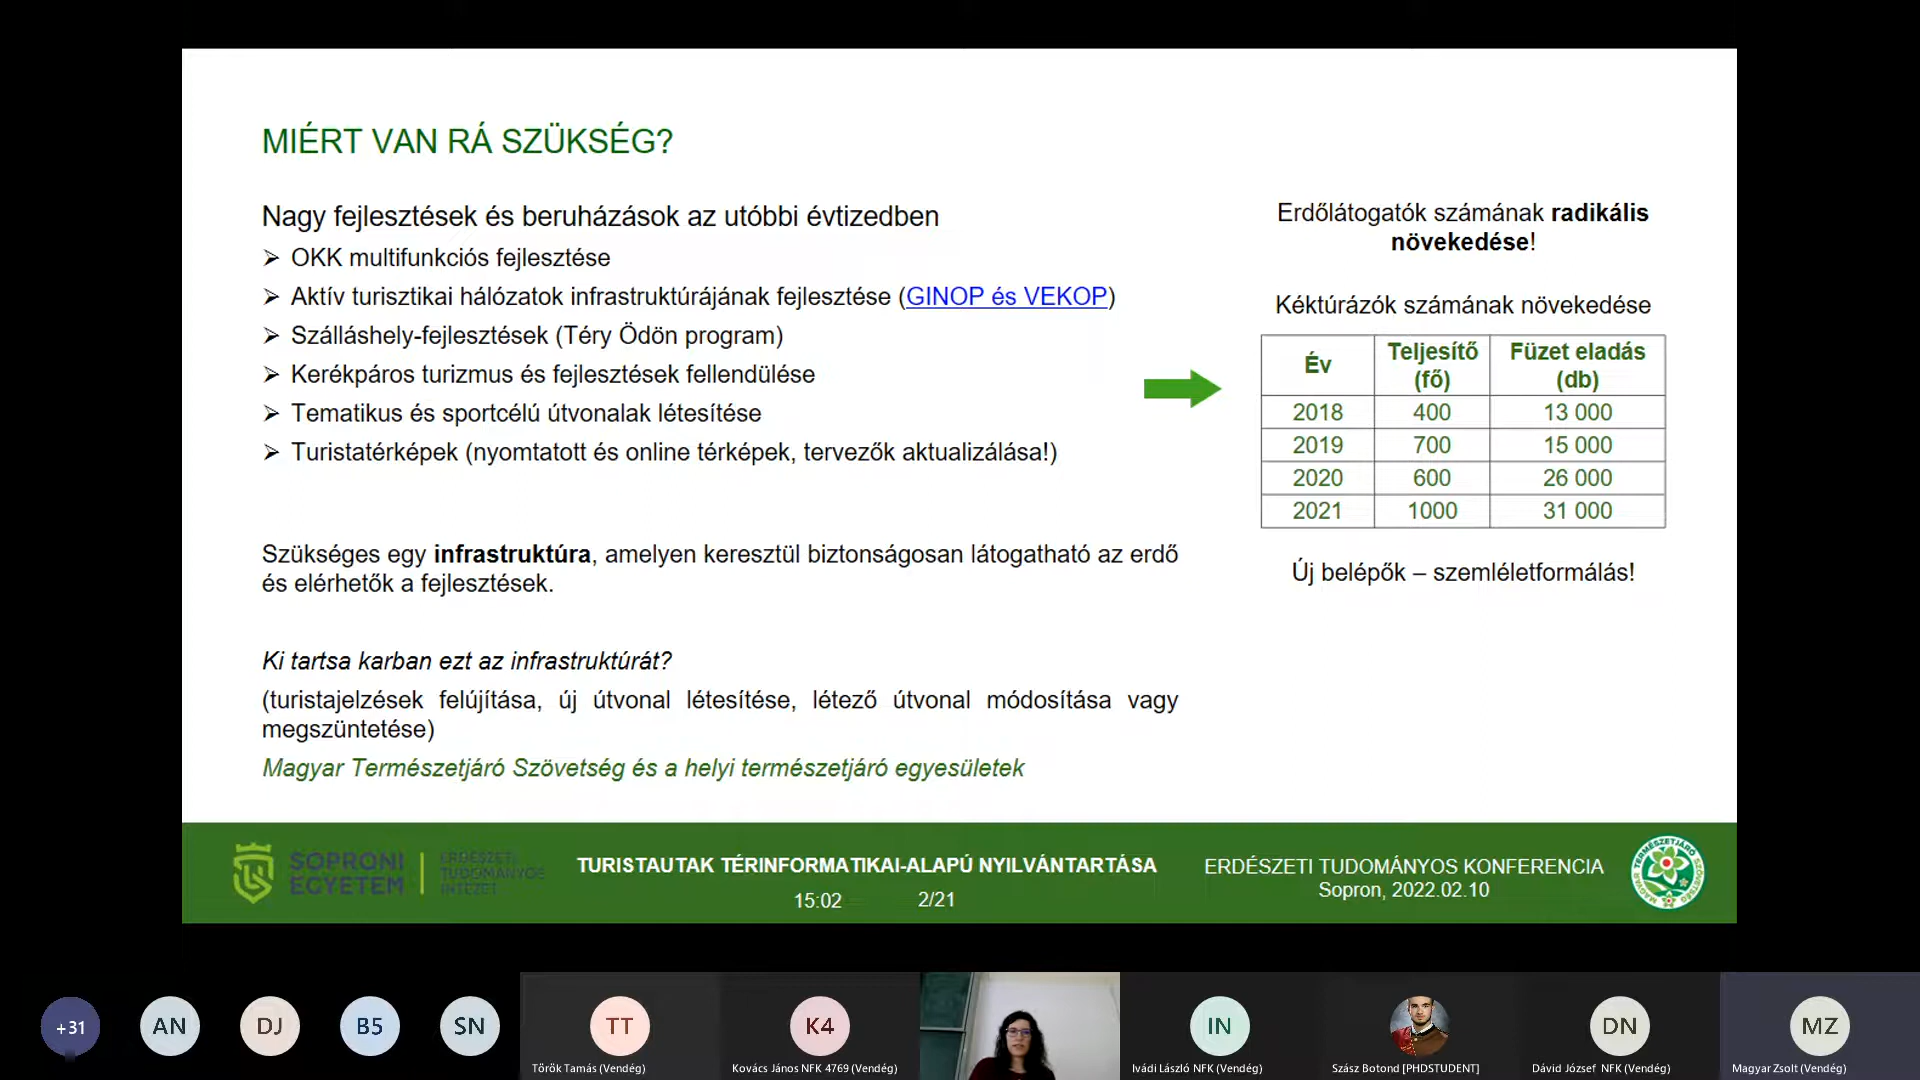 MIÉRT VAN RÁ SZÜKSÉG?
Nagy fejlesztések és beruházások az utóbbi évtizedben
➢ OKK multifunkciós fejlesztése
➢ Aktív turisztikai hálózatok infrastruktúrájának fejlesztése (GINOP és VEKOP)
➢ Szálláshely-fejlesztések (Téry Ödön program)
➢ Kerékpáros turizmus és fejlesztések fellendülése
➢ Tematikus és sportcélú útvonalak létesítése
➢ Turistatérképek (nyomtatott és online térképek, tervezők aktualizálása!)
Szükséges egy infrastruktúra, amelyen keresztül biztonságosan látogatható az erdő
és elérhetők a fejlesztések.
Ki tartsa karban ezt az infrastruktúrát?
(turistajelzések felújítása, új útvonal létesítése, létező útvonal módosítása vagy
megszüntetése)
Magyar Természetjáró Szövetség és a helyi természetjáró egyesületek
Erdőlátogatók számának radikális
növekedése!
Kéktúrázók számának növekedése
Év Teljesítő (fő) Füzet eladás (db)
2018 400 13 000
2019 700 15 000
2020 600 26 000
2021 1000 31 000
Új belépők – szemléletformálás!
SOPRONI
EGYETEM
ERDÉSZETI
TUDOMÁNYOS
INTÉZET
TURISTAUTAK TÉRINFORMATIKAI-ALAPÚ NYILVÁNTARTÁSA
15:02 2/21
ERDÉSZETI TUDOMÁNYOS KONFERENCIA
Sopron, 2022.02.10
MAGYAR TERMÉSZETJÁRÓ SZÖVETSÉG
+31
AN
DJ
B5
SN
TT
Török Tamás (Vendég)
K4
Kovács János NFK 4769 (Vendég)
IN
Ivádi László NFK (Vendég)
Szász Botond [PHDSTUDENT]
DN
Dávid József NFK (Vendég)
MZ
Magyar Zsolt (Vendég)